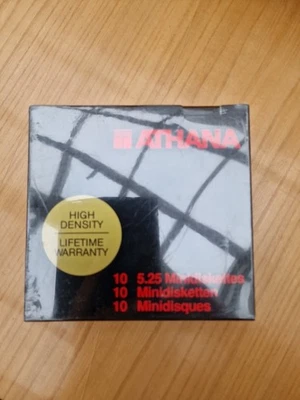 ATHANA
HIGH
DENSITY
LIFETIME
WARRANTY
10 5.25 Minidiskettes
10 Minidisketten
10 Minidisques